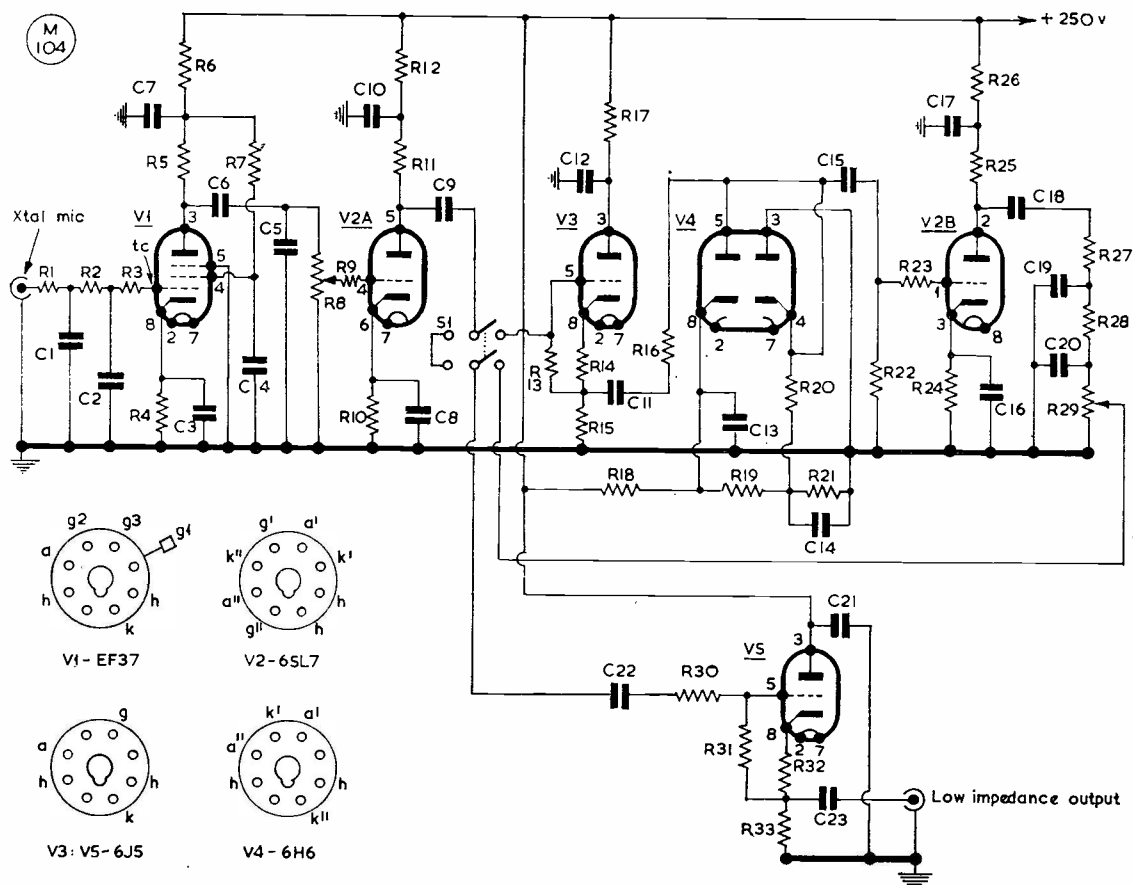 M
104
+ 250 v
R6
R12
R26
C7
C10
R17
C17
R5
R7
R11
C12
C15
R25
C6
C9
C18
Xtal mic
V1
3
C5
V2A
5
V3
3
V4
5
3
V2B
2
R27
tc
5
4
R9
4
5
R23
1
C19
R1
R2
R3
R8
S1
R28
8
2
7
6
7
8
2
7
8
2
7
4
3
8
R16
C20
C1
C2
C4
R13
R14
R20
R22
R24
C16
R29
R4
C3
R10
C8
C11
R15
C13
R18
R19
R21
C14
g2
g3
g1
a
h
h
k
V1 - EF37
g'
a'
k"
k'
a"
h
g"
h
V2 - 6SL7
C21
3
V5
C22
R30
5
8
2
7
R31
R32
C23
Low impedance output
R33
g
a
h
h
k
V3: V5 - 6J5
k'
a'
a"
h
h
k"
V4 - 6H6